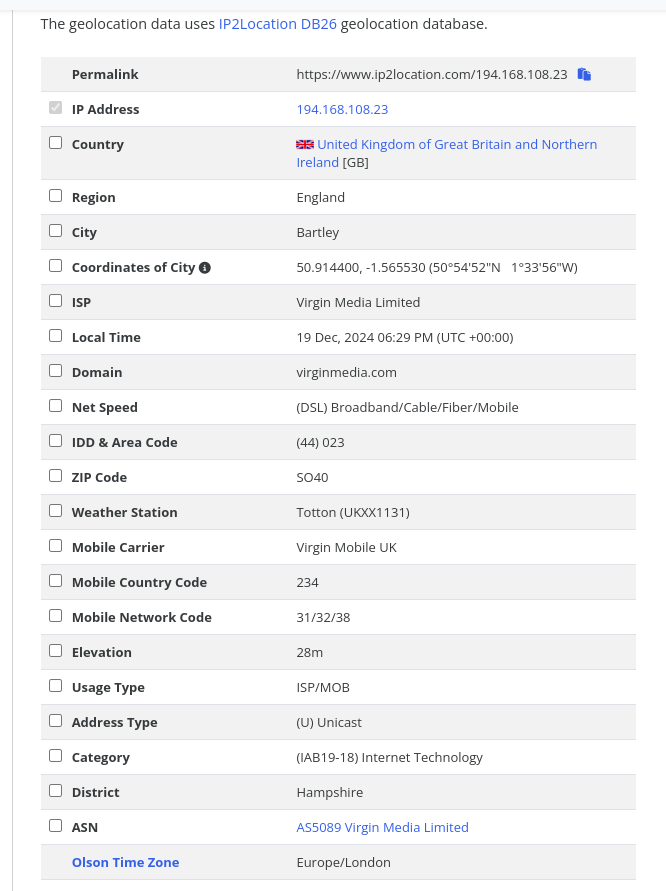 The geolocation data uses IP2Location DB26 geolocation database.
Permalink https://www.ip2location.com/194.168.108.23
IP Address 194.168.108.23
Country United Kingdom of Great Britain and Northern
Ireland [GB]
Region England
City Bartley
Coordinates of City 50.914400, -1.565530 (50°54'52"N 1°33'56"W)
ISP Virgin Media Limited
Local Time 19 Dec, 2024 06:29 PM (UTC +00:00)
Domain virginmedia.com
Net Speed (DSL) Broadband/Cable/Fiber/Mobile
IDD & Area Code (44) 023
ZIP Code SO40
Weather Station Totton (UKXX1131)
Mobile Carrier Virgin Mobile UK
Mobile Country Code 234
Mobile Network Code 31/32/38
Elevation 28m
Usage Type ISP/MOB
Address Type (U) Unicast
Category (IAB19-18) Internet Technology
District Hampshire
ASN AS5089 Virgin Media Limited
Olson Time Zone Europe/London